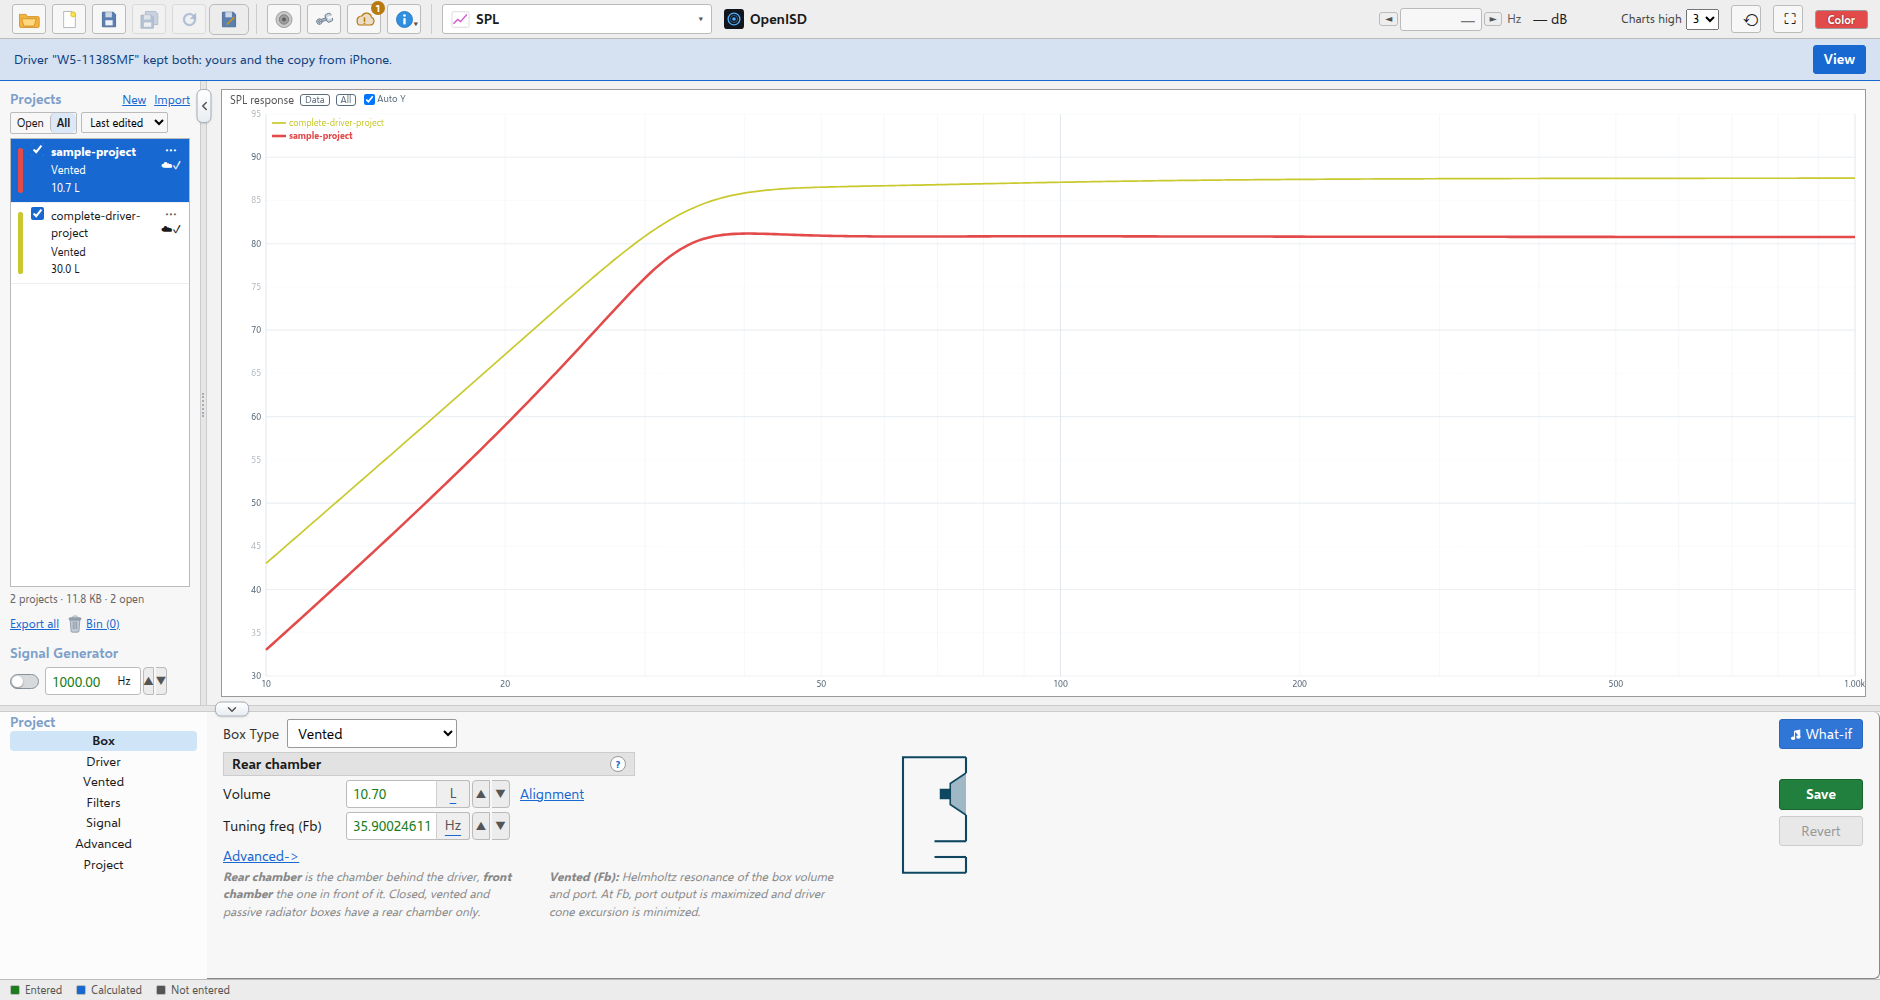 1
SPL
OpenISD
— Hz
— dB
Charts high
3
Color
Driver "W5-1138SMF" kept both: yours and the copy from iPhone.
View
Projects
New
Import
Open
All
Last edited
sample-project
Vented
10.7 L
complete-driver-
project
Vented
30.0 L
2 projects · 11.8 KB · 2 open
Export all
Bin (0)
Signal Generator
1000.00 Hz
SPL response
Data
All
Auto Y
complete-driver-project
sample-project
95
90
85
80
75
70
65
60
55
50
45
40
35
30
10
20
50
100
200
500
1.00k
Project
Box
Driver
Vented
Filters
Signal
Advanced
Project
Box Type
Vented
Rear chamber
?
Volume
10.70
L
Alignment
Tuning freq (Fb)
35.90024611
Hz
Advanced->
Rear chamber is the chamber behind the driver, front
chamber the one in front of it. Closed, vented and
passive radiator boxes have a rear chamber only.
Vented (Fb): Helmholtz resonance of the box volume
and port. At Fb, port output is maximized and driver
cone excursion is minimized.
What-if
Save
Revert
Entered
Calculated
Not entered